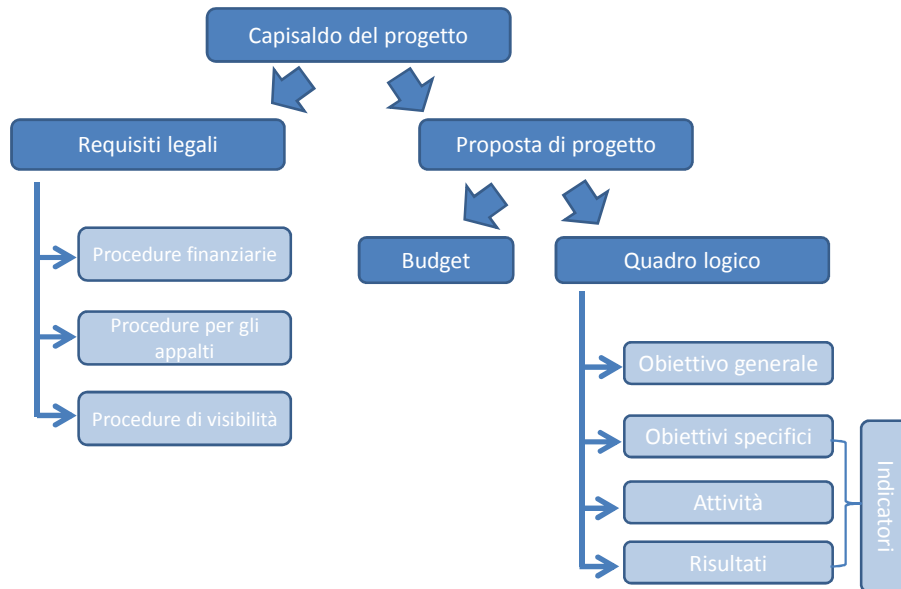 Capisaldo del progetto
Requisiti legali
Proposta di progetto
Procedure finanziarie
Budget
Quadro logico
Procedure per gli
appalti
Procedure di visibilità
Obiettivo generale
Obiettivi specifici
Attività
Risultati
Indicatori